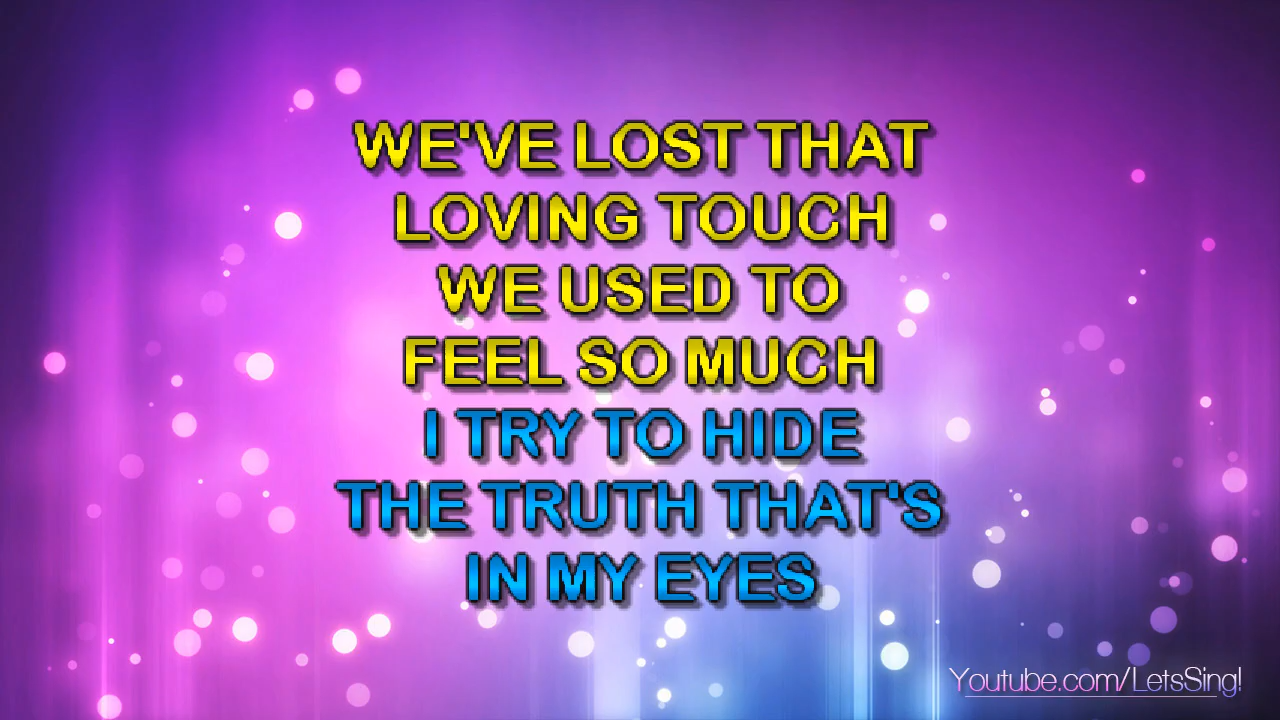 WE'VE LOST THAT
LOVING TOUCH
WE USED TO
FEEL SO MUCH
I TRY TO HIDE
THE TRUTH THAT'S
IN MY EYES
Youtube.com/LetsSing!